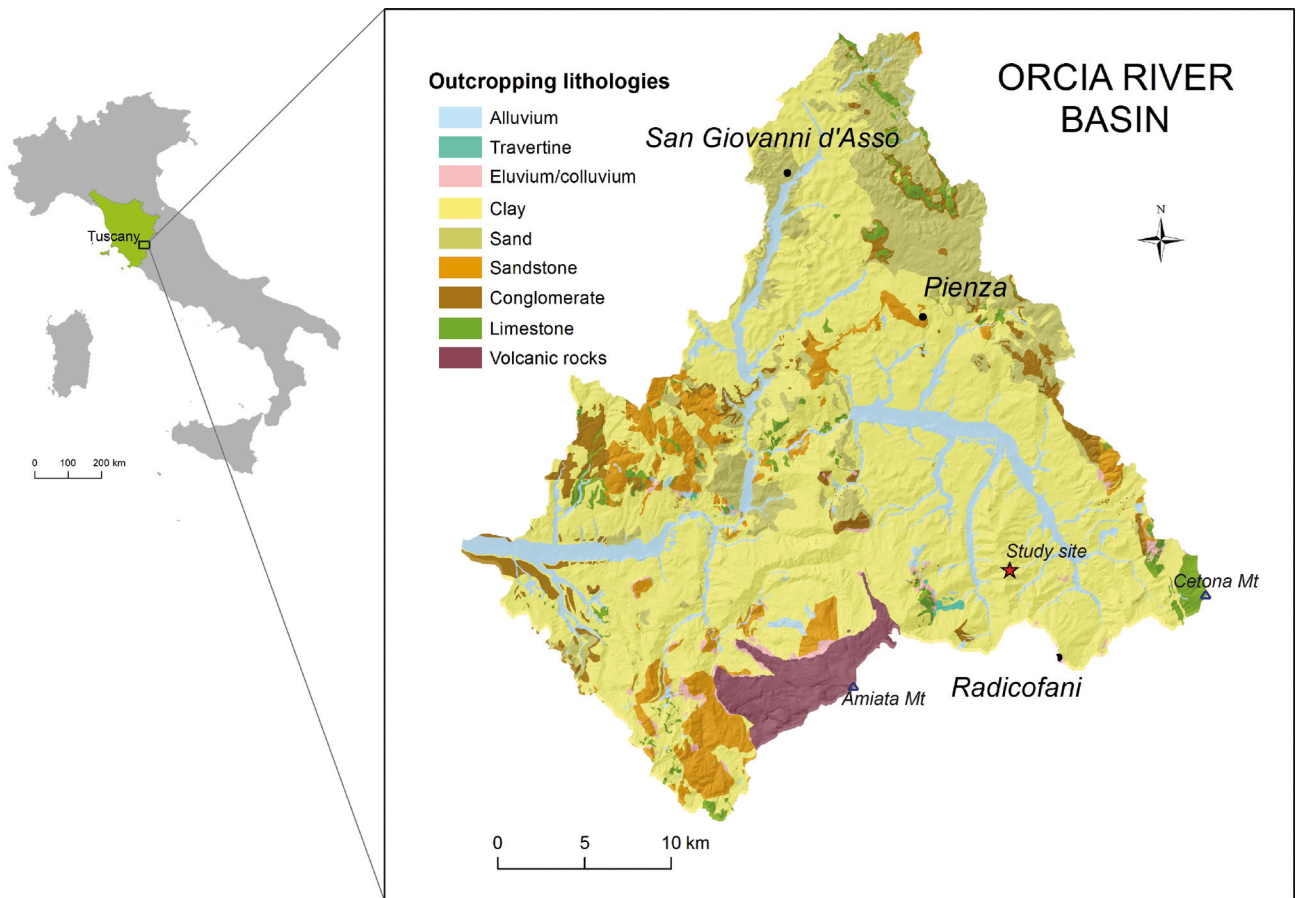 ORCIA RIVER
BASIN
Outcropping lithologies
Alluvium
Travertine
Eluvium/colluvium
Clay
Sand
Sandstone
Conglomerate
Limestone
Volcanic rocks
San Giovanni d'Asso
N
Tuscany
Pienza
0 100 200 km
Study site
Cetona Mt
Radicofani
Amiata Mt
0 5 10 km